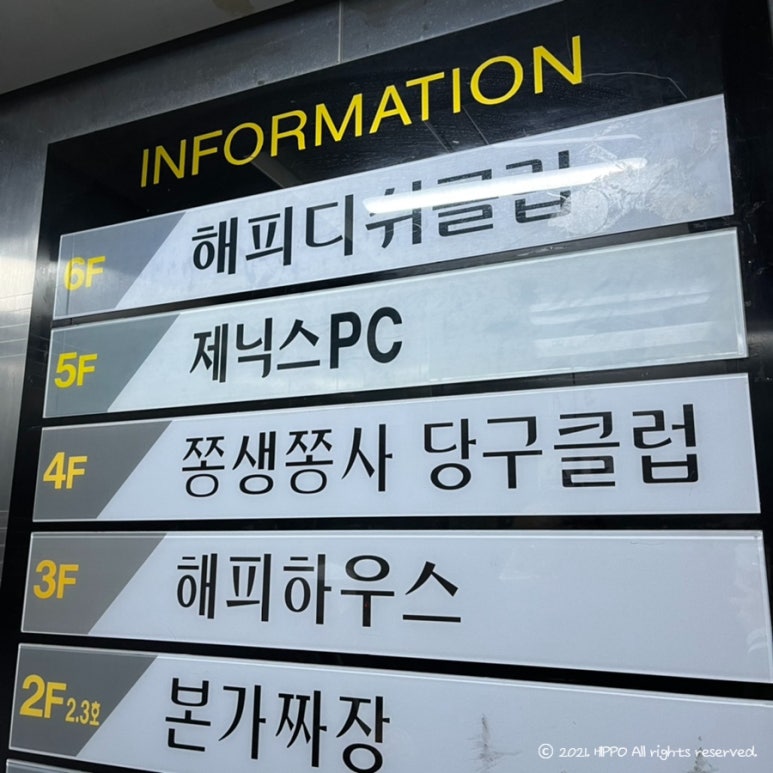 INFORMATION
6F 해피디쉬클럽
5F 제닉스PC
4F 쫑생쫑사 당구클럽
3F 해피하우스
2F 2.3호 본가짜장
© 2021 HIPPO All rights reserved.